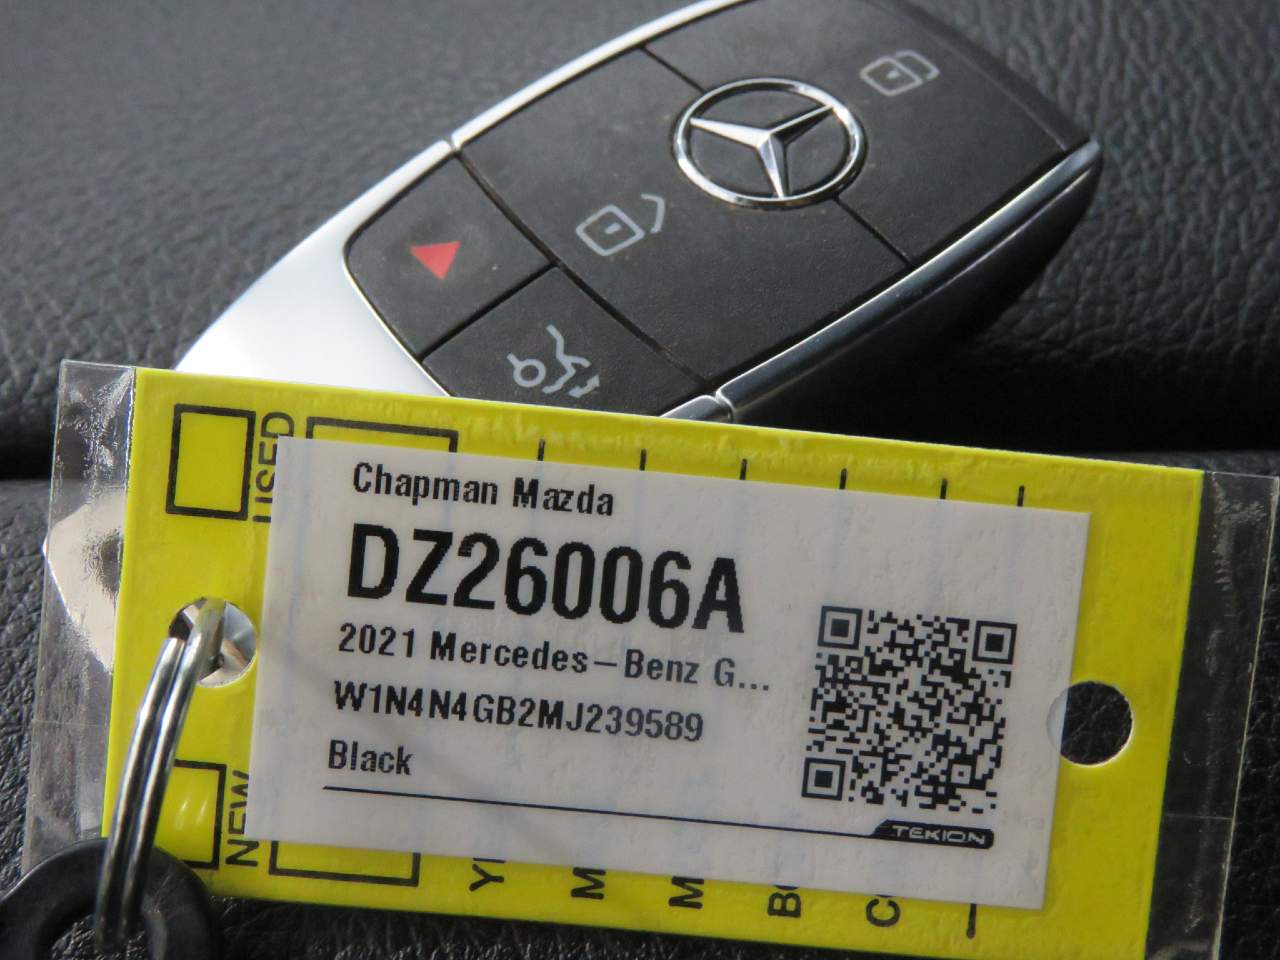 USED
Chapman Mazda
DZ26006A
2021 Mercedes-Benz G...
W1N4N4GB2MJ239589
Black
TEKION
NEW